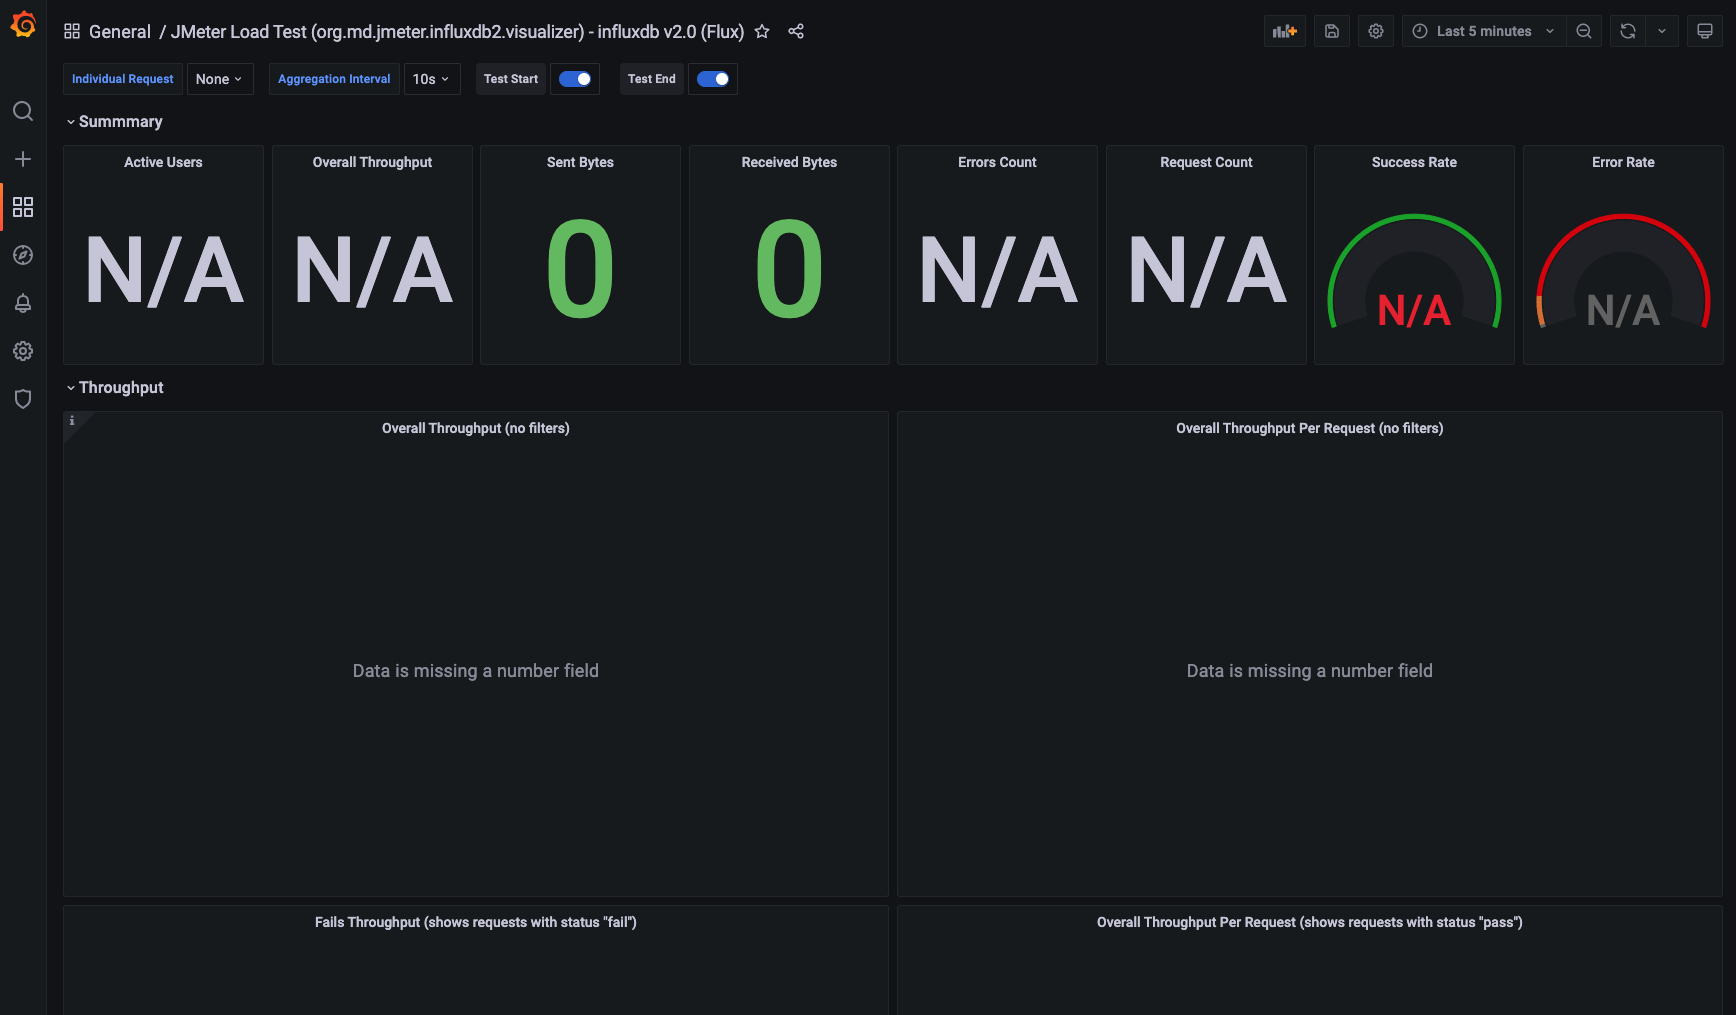 General / JMeter Load Test (org.md.jmeter.influxdb2.visualizer) - influxdb v2.0 (Flux)
Last 5 minutes
Individual Request None Aggregation Interval 10s Test Start Test End
Summmary
Active Users Overall Throughput Sent Bytes Received Bytes Errors Count Request Count Success Rate Error Rate
N/A N/A 0 0 N/A N/A N/A N/A
Throughput
i
Overall Throughput (no filters) Overall Throughput Per Request (no filters)
Data is missing a number field Data is missing a number field
Fails Throughput (shows requests with status "fail") Overall Throughput Per Request (shows requests with status "pass")